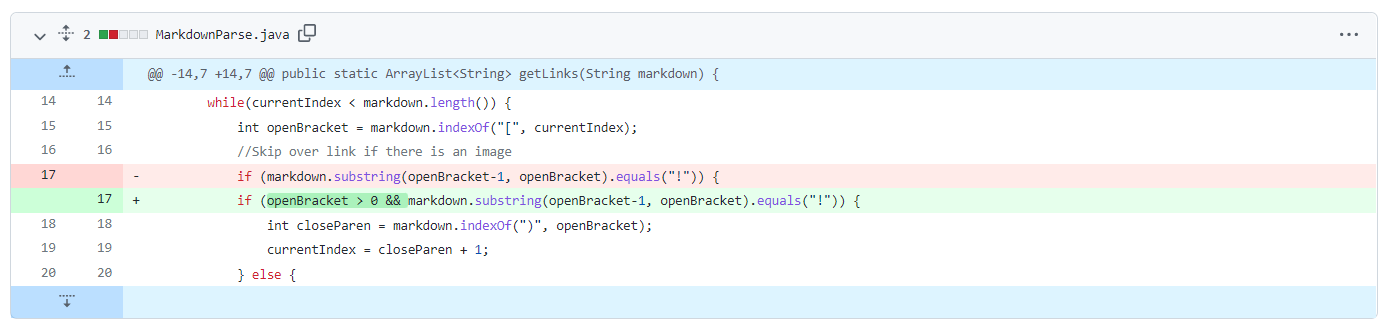 2 MarkdownParse.java
@@ -14,7 +14,7 @@ public static ArrayList<String> getLinks(String markdown) {
14 14 while(currentIndex < markdown.length()) {
15 15 int openBracket = markdown.indexOf("[", currentIndex);
16 16 //Skip over link if there is an image
17 - if (markdown.substring(openBracket-1, openBracket).equals("!")) {
17 + if (openBracket > 0 && markdown.substring(openBracket-1, openBracket).equals("!")) {
18 18 int closeParen = markdown.indexOf(")", openBracket);
19 19 currentIndex = closeParen + 1;
20 20 } else {